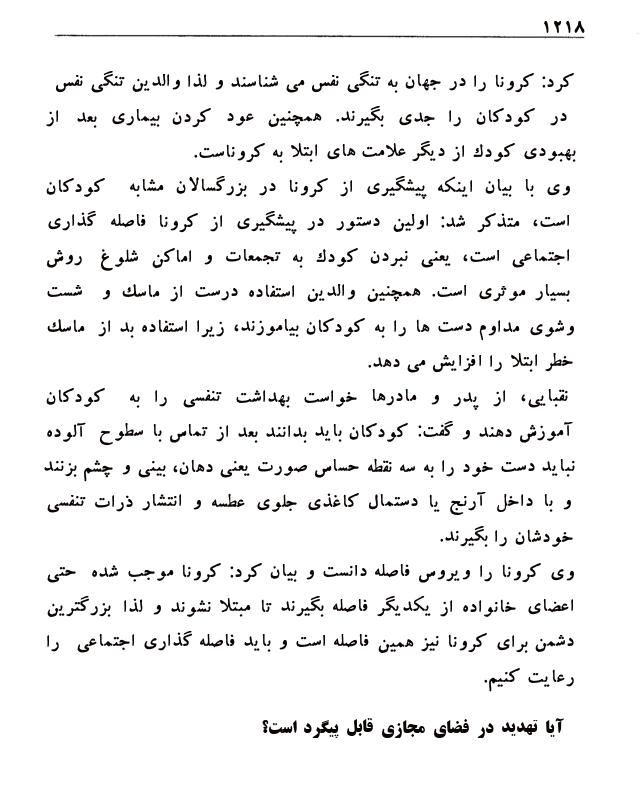 ۱۲۱۸
کرد: کرونا را در جهان به تنگی نفس می شناسند و لذا والدین تنگی نفس
در کودکان را جدی بگیرند. همچنین عود کردن بیماری بعد از
بهبودی کودك از دیگر علامت های ابتلا به کروناست.
وی با بیان اینکه پیشگیری از کرونا در بزرگسالان مشابه کودکان
است، متذکر شد: اولین دستور در پیشگیری از کرونا فاصله گذاری
اجتماعی است، یعنی نبردن کودك به تجمعات و اماکن شلوغ روش
بسیار موثری است. همچنین والدین استفاده درست از ماسك و شست
وشوی مداوم دست ها را به کودکان بیاموزند، زیرا استفاده بد از ماسك
خطر ابتلا را افزایش می دهد.
نقبایی، از پدر و مادرها خواست بهداشت تنفسی را به کودکان
آموزش دهند و گفت: کودکان باید بدانند بعد از تماس با سطوح آلوده
نباید دست خود را به سه نقطه حساس صورت یعنی دهان، بینی و چشم بزنند
و با داخل آرنج یا دستمال کاغذی جلوی عطسه و انتشار ذرات تنفسی
خودشان را بگیرند.
وی کرونا را ویروس فاصله دانست و بیان کرد: کرونا موجب شده حتی
اعضای خانواده از یکدیگر فاصله بگیرند تا مبتلا نشوند و لذا بزرگترین
دشمن برای کرونا نیز همین فاصله است و باید فاصله گذاری اجتماعی را
رعایت کنیم.
آیا تهدید در فضای مجازی قابل پیگرد است؟